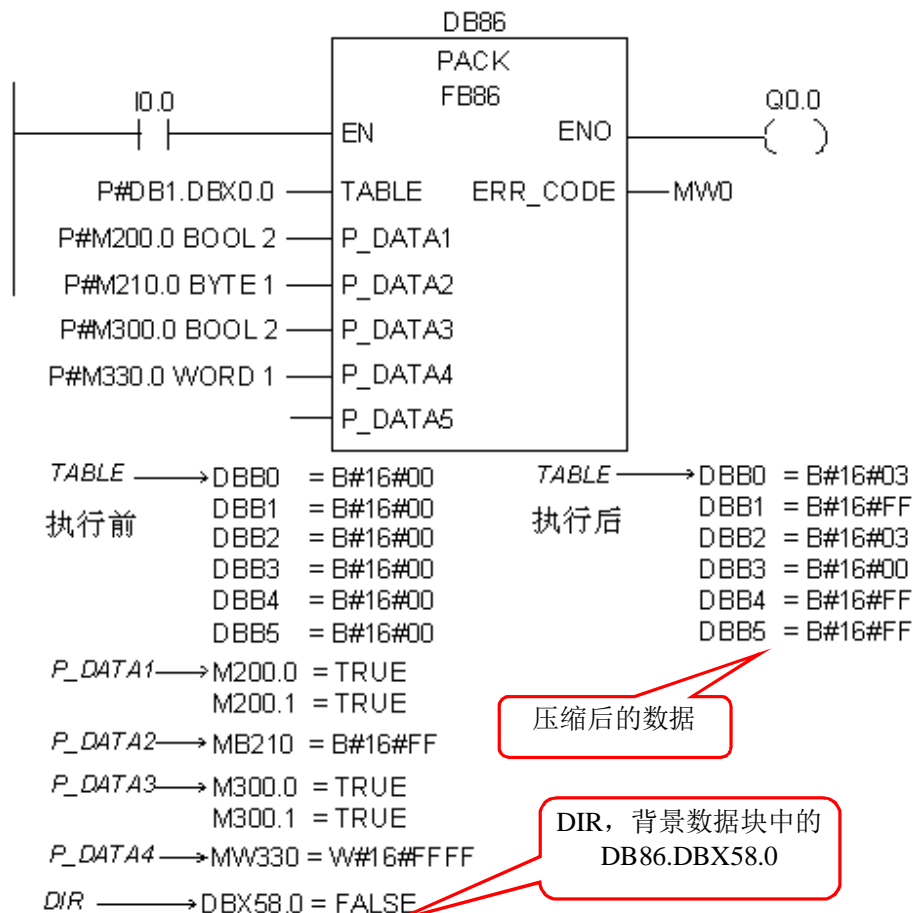 DB86
PACK
FB86
I0.0
Q0.0
EN
ENO
P#DB1.DBX0.0
TABLE
ERR_CODE
MW0
P#M200.0 BOOL 2
P_DATA1
P#M210.0 BYTE 1
P_DATA2
P#M300.0 BOOL 2
P_DATA3
P#M330.0 WORD 1
P_DATA4
P_DATA5
TABLE DBB0 = B#16#00
执行前 DBB1 = B#16#00
DBB2 = B#16#00
DBB3 = B#16#00
DBB4 = B#16#00
DBB5 = B#16#00
TABLE DBB0 = B#16#03
执行后 DBB1 = B#16#FF
DBB2 = B#16#03
DBB3 = B#16#00
DBB4 = B#16#FF
DBB5 = B#16#FF
P_DATA1 M200.0 = TRUE
M200.1 = TRUE
压缩后的数据
P_DATA2 MB210 = B#16#FF
P_DATA3 M300.0 = TRUE
M300.1 = TRUE
DIR，背景数据块中的
DB86.DBX58.0
P_DATA4 MW330 = W#16#FFFF
DIR DBX58.0 = FALSE